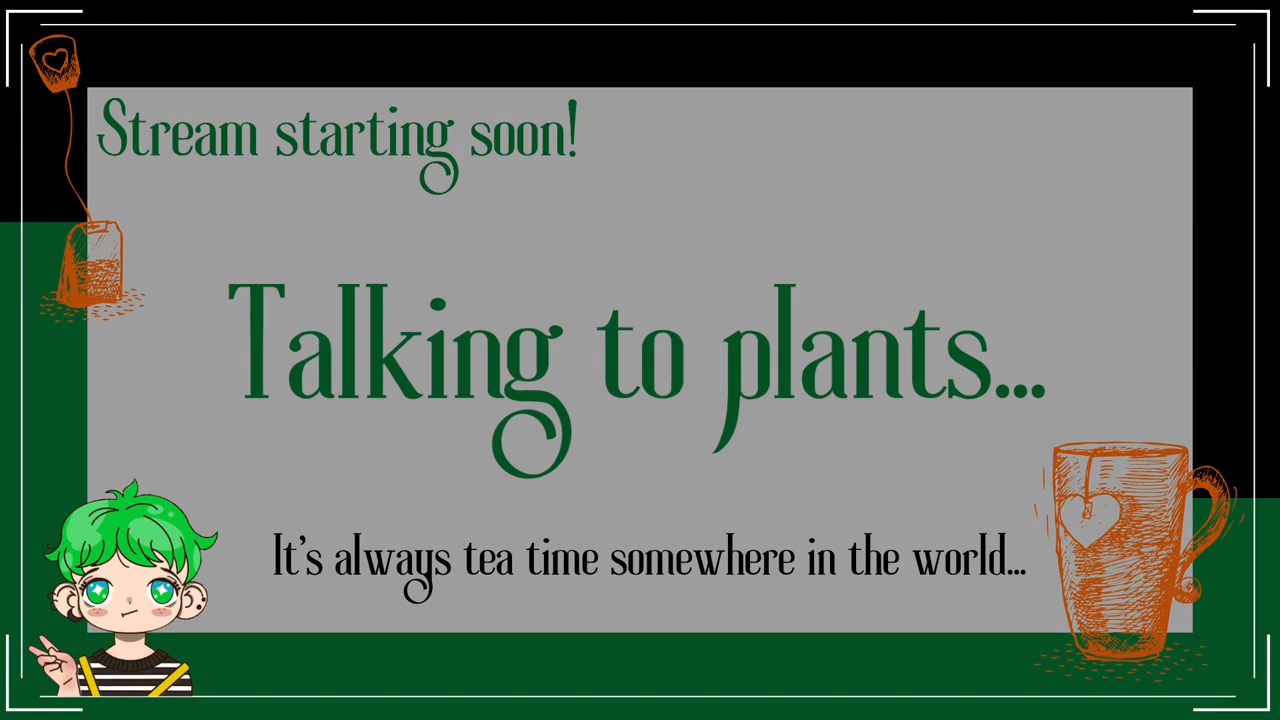 Stream starting soon!
Talking to plants...
It's always tea time somewhere in the world...